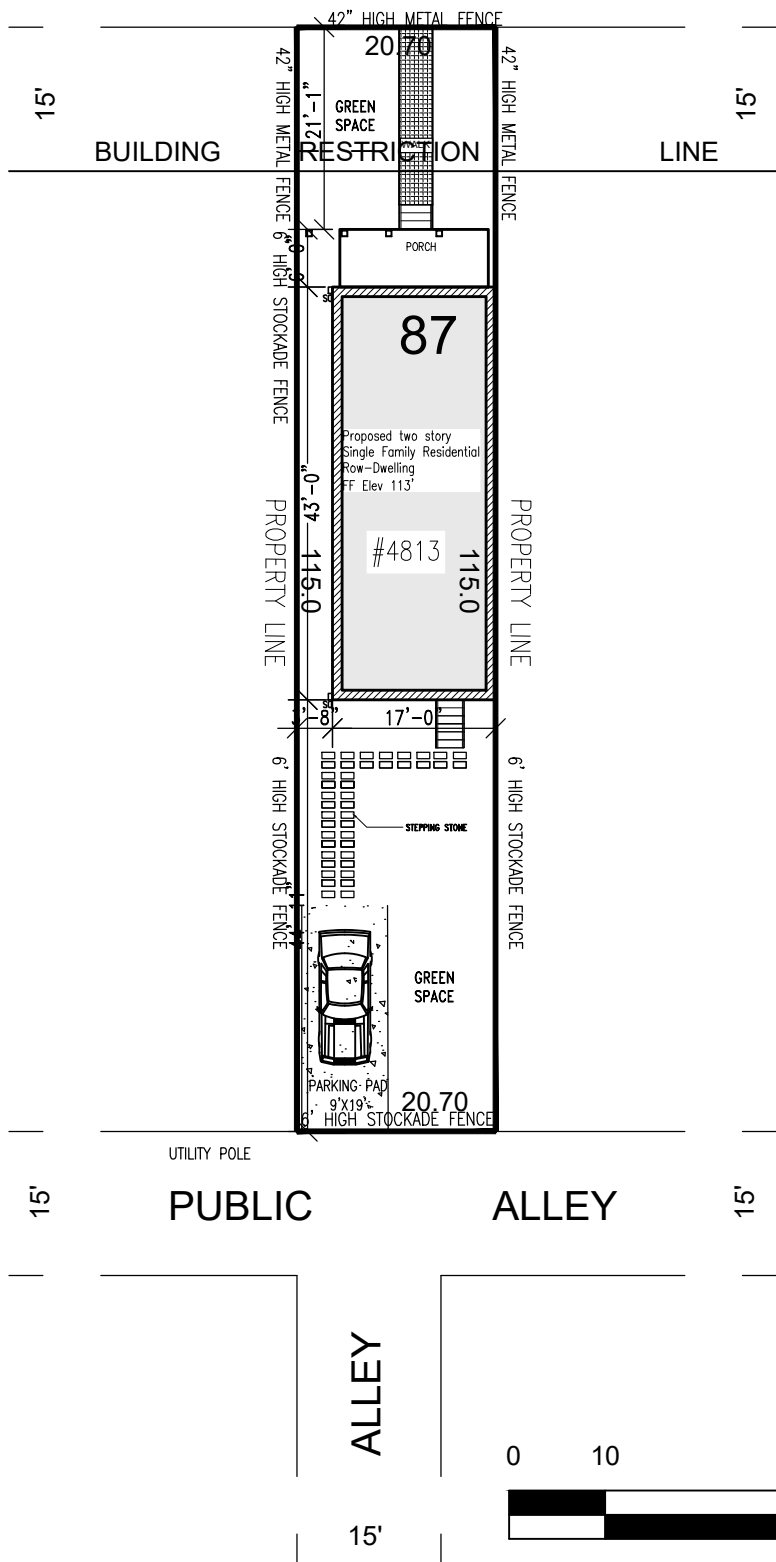 42" HIGH METAL FENCE
20.70
15'
15'
42" HIGH METAL FENCE
42" HIGH METAL FENCE
21'-1"
GREEN
SPACE
BUILDING RESTRICTION LINE
PORCH
6' HIGH STOCKADE FENCE
SD
87
Proposed two story
Single Family Residential
Row-Dwelling
FF Elev 113'
#4813
43'-0"
115.0
115.0
PROPERTY LINE
PROPERTY LINE
SD
'-8"
17'-0"
6' HIGH STOCKADE FENCE
6' HIGH STOCKADE FENCE
STEPPING STONE
GREEN
SPACE
PARKING PAD
9'X19'
20.70
6' HIGH STOCKADE FENCE
UTILITY POLE
15'
15'
PUBLIC ALLEY
ALLEY
0 10
15'